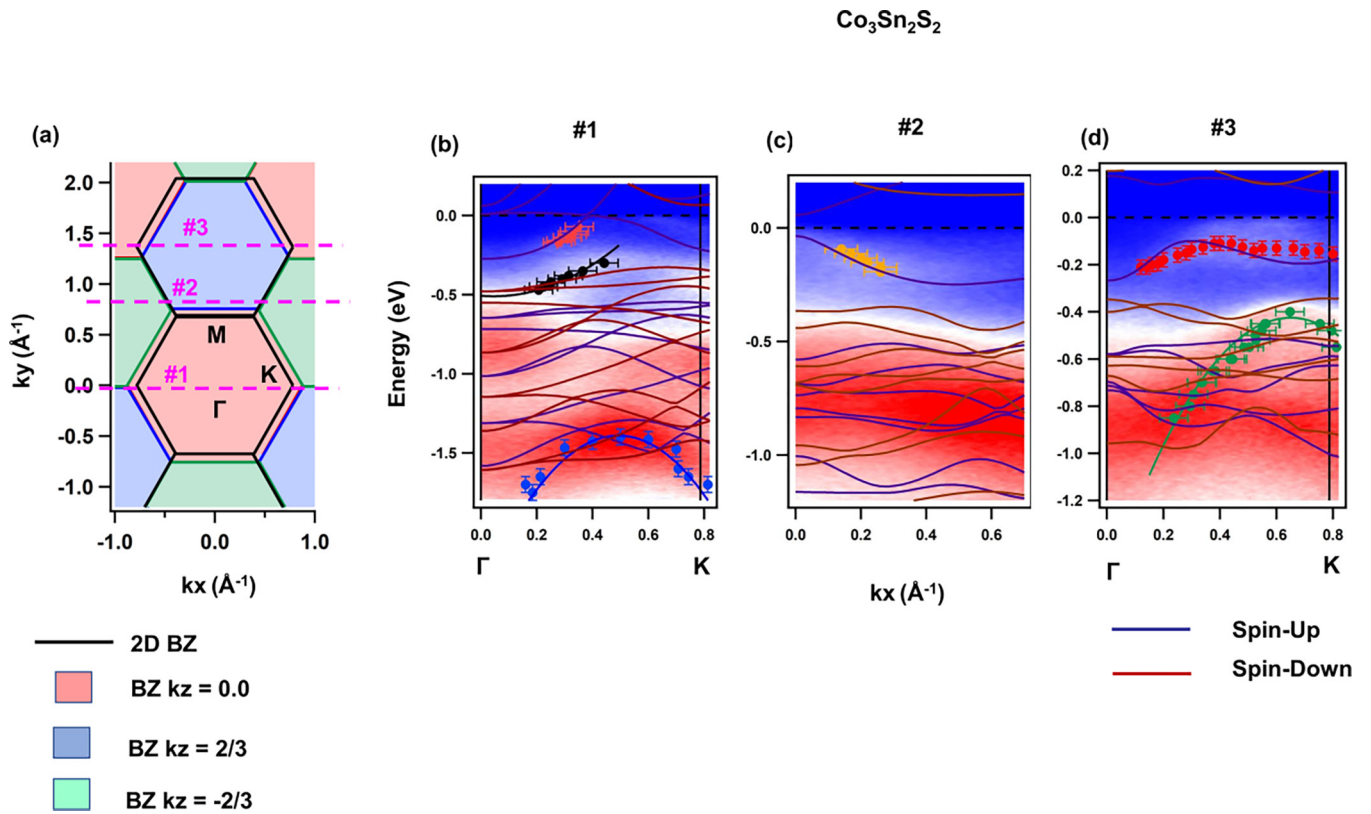 Co₃Sn₂S₂
(a)
2.0
1.5
1.0
0.5
0.0
-0.5
-1.0
ky (Å⁻¹)
#3
#2
M
#1
K
Γ
-1.0
0.0
1.0
kx (Å⁻¹)
2D BZ
BZ kz = 0.0
BZ kz = 2/3
BZ kz = -2/3
(b)
#1
Energy (eV)
0.0
-0.5
-1.0
-1.5
0.0
0.2
0.4
0.6
0.8
Γ
K
(c)
#2
0.0
-0.5
-1.0
0.0
0.2
0.4
0.6
kx (Å⁻¹)
(d)
#3
0.2
0.0
-0.2
-0.4
-0.6
-0.8
-1.0
-1.2
0.0
0.2
0.4
0.6
0.8
Γ
K
Spin-Up
Spin-Down